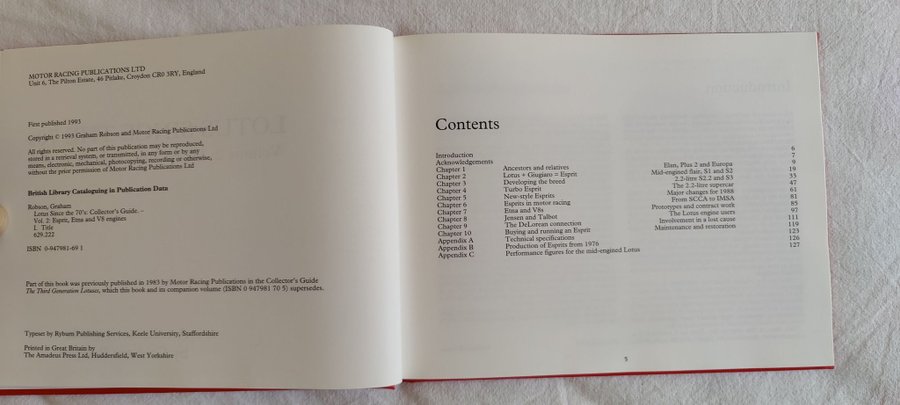 MOTOR RACING PUBLICATIONS LTD
Unit 6, The Pilton Estate, 46 Pitlake, Croydon CR0 3RY, England
First published 1993
Copyright © 1993 Graham Robson and Motor Racing Publications Ltd
All rights reserved. No part of this publication may be reproduced,
stored in a retrieval system, or transmitted, in any form or by any
means, electronic, mechanical, photocopying, recording or otherwise,
without the prior permission of Motor Racing Publications Ltd
British Library Cataloguing in Publication Data
Robson, Graham
Lotus Since the 70's: Collector's Guide. –
Vol. 2: Esprit, Etna and V8 engines
I. Title
629.222
ISBN 0-947981-69 1
Part of this book was previously published in 1983 by Motor Racing Publications in the Collector's Guide
The Third Generation Lotuses, which this book and its companion volume (ISBN 0 947981 70 5) supersedes.
Typeset by Ryburn Publishing Services, Keele University, Staffordshire
Printed in Great Britain by
The Amadeus Press Ltd, Huddersfield, West Yorkshire
Contents
Introduction 6
Acknowledgements 7
Chapter 1 Ancestors and relatives Elan, Plus 2 and Europa 9
Chapter 2 Lotus + Giugiaro = Esprit Mid-engined flair, S1 and S2 19
Chapter 3 Developing the breed 2.2-litre S2.2 and S3 33
Chapter 4 Turbo Esprit The 2.2-litre supercar 47
Chapter 5 New-style Esprits Major changes for 1988 61
Chapter 6 Esprits in motor racing From SCCA to IMSA 81
Chapter 7 Etna and V8s Prototypes and contract work 85
Chapter 8 Jensen and Talbot The Lotus engine users 97
Chapter 9 The DeLorean connection Involvement in a lost cause 111
Chapter 10 Buying and running an Esprit Maintenance and restoration 119
Appendix A Technical specifications 123
Appendix B Production of Esprits from 1976 126
Appendix C Performance figures for the mid-engined Lotus 127
5